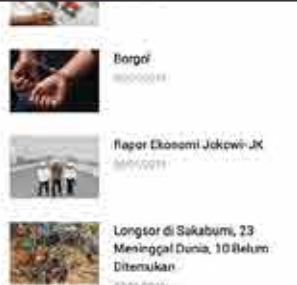 Borgol
Rapor Ekonomi Jokowi-JK
Longsor di Sukabumi, 23
Meninggal Dunia, 10 Belum
Ditemukan